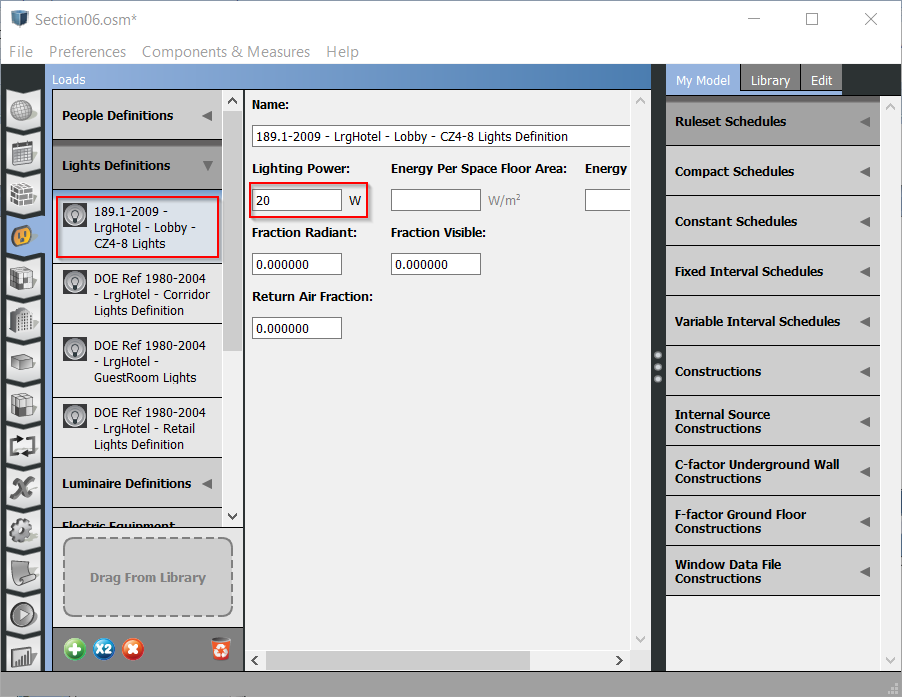 Section06.osm*
File Preferences Components & Measures Help
Loads
People Definitions
Lights Definitions
189.1-2009 -
LrgHotel - Lobby -
CZ4-8 Lights
DOE Ref 1980-2004
- LrgHotel - Corridor
Lights Definition
DOE Ref 1980-2004
- LrgHotel -
GuestRoom Lights
DOE Ref 1980-2004
- LrgHotel - Retail
Lights Definition
Luminaire Definitions
Electric Equipment
Drag From Library
X2
Name:
189.1-2009 - LrgHotel - Lobby - CZ4-8 Lights Definition
Lighting Power: Energy Per Space Floor Area: Energy
20 W W/m²
Fraction Radiant: Fraction Visible:
0.000000 0.000000
Return Air Fraction:
0.000000
My Model Library Edit
Ruleset Schedules
Compact Schedules
Constant Schedules
Fixed Interval Schedules
Variable Interval Schedules
Constructions
Internal Source
Constructions
C-factor Underground Wall
Constructions
F-factor Ground Floor
Constructions
Window Data File
Constructions